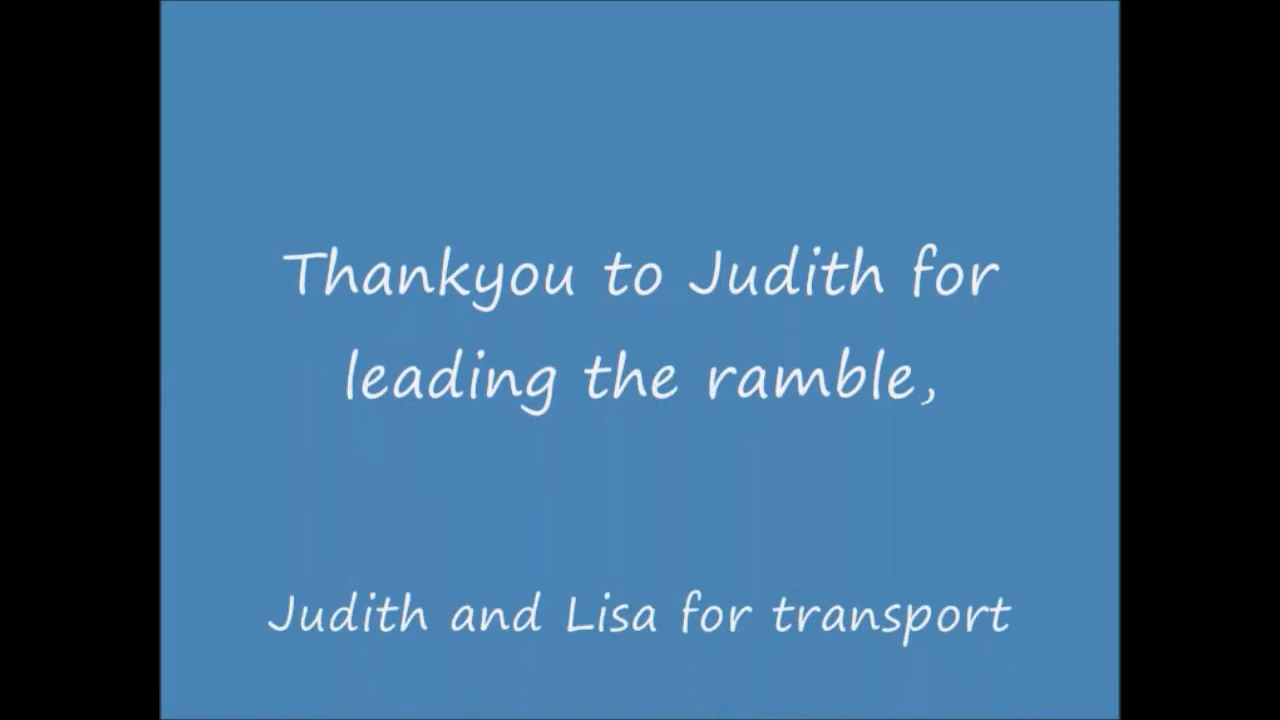 Thankyou to Judith for
leading the ramble,
Judith and Lisa for transport